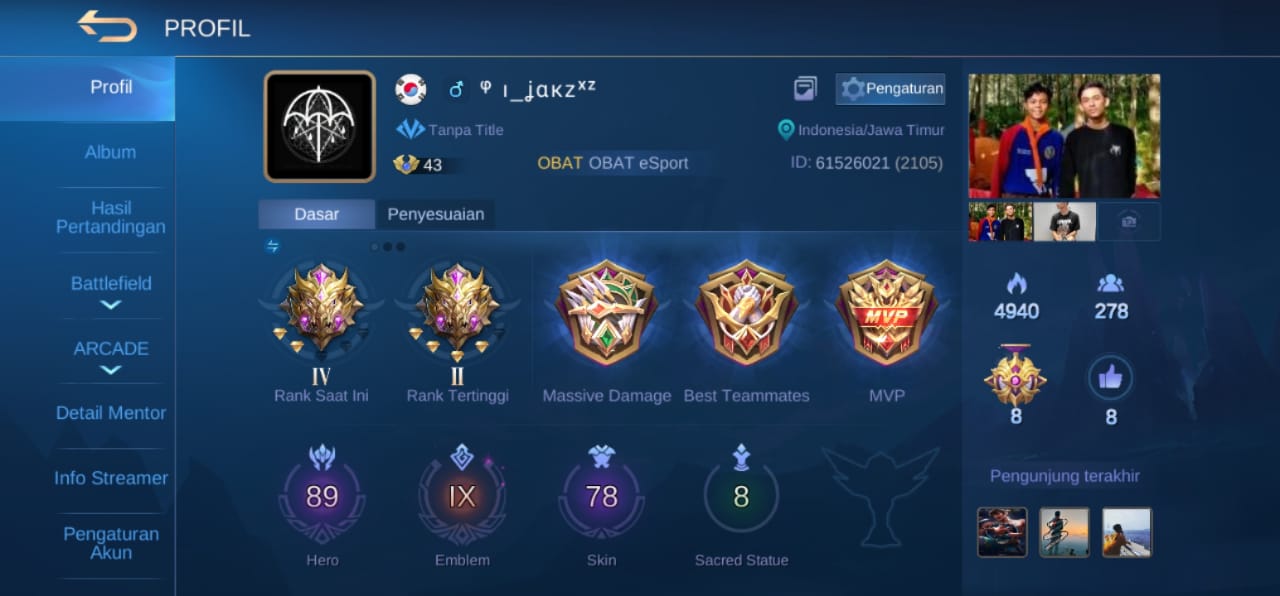 PROFIL
Profil
Album
Hasil
Pertandingan
Battlefield
ARCADE
Detail Mentor
Info Streamer
Pengaturan
Akun
φ ı_ʝαкzˣᶻ
Pengaturan
Tanpa Title
Indonesia/Jawa Timur
43
OBAT OBAT eSport
ID: 61526021 (2105)
Dasar
Penyesuaian
IV
II
MVP
Rank Saat Ini
Rank Tertinggi
Massive Damage
Best Teammates
MVP
89
IX
78
8
Hero
Emblem
Skin
Sacred Statue
4940
278
8
8
Pengunjung terakhir